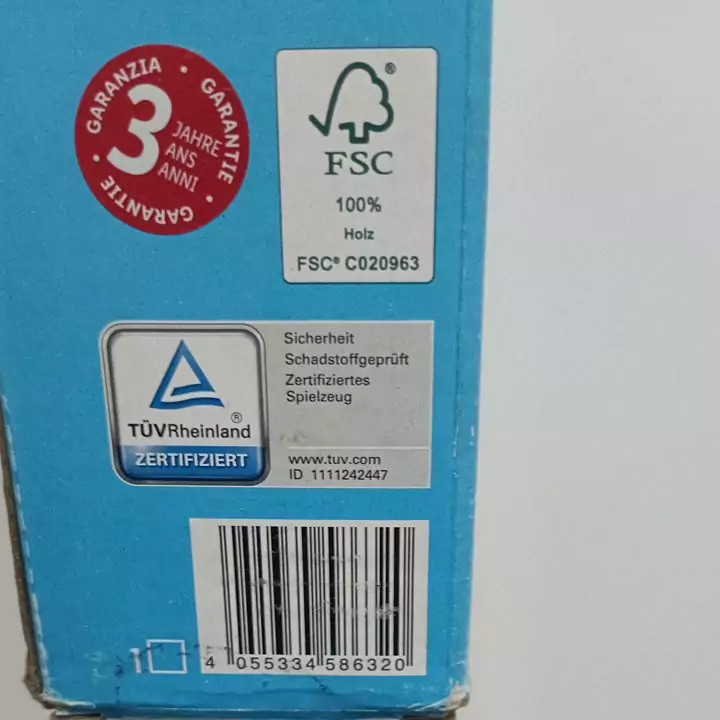 GARANZIA • GARANTIE • GARANTIE •
3 JAHRE
ANS
ANNI
®
FSC
100%
Holz
FSC® C020963
Sicherheit
Schadstoffgeprüft
Zertifiziertes
Spielzeug
®
TÜVRheinland
ZERTIFIZIERT
www.tuv.com
ID 1111242447
1
4 055334 586320